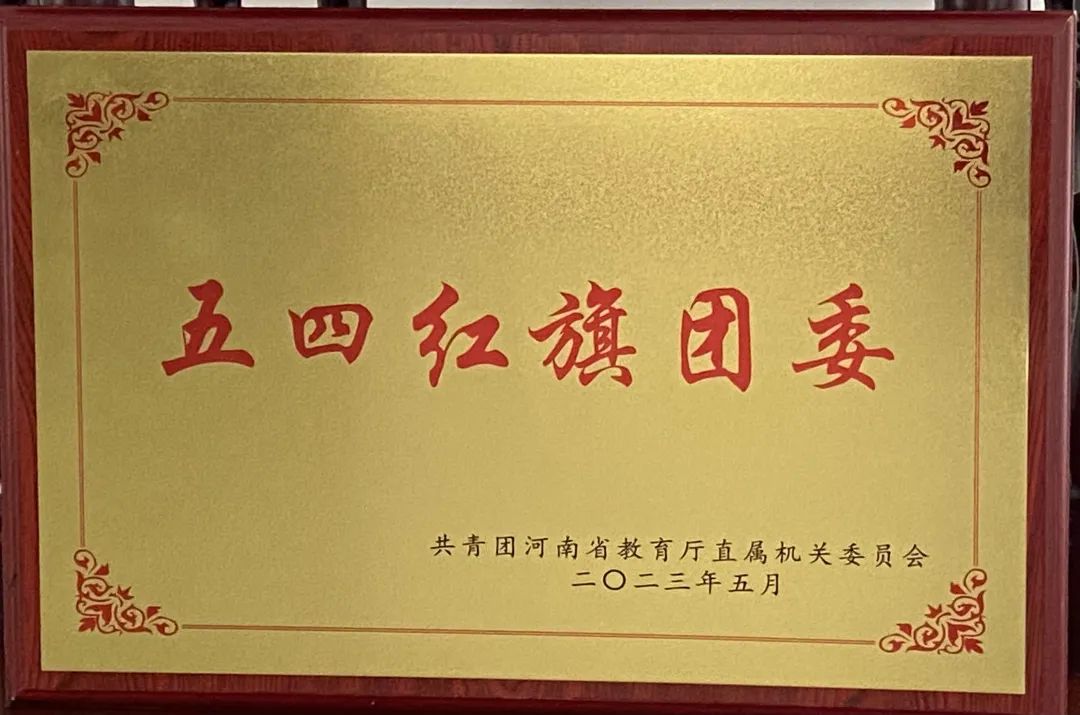 五四红旗团委
共青团河南省教育厅直属机关委员会
二〇二三年五月